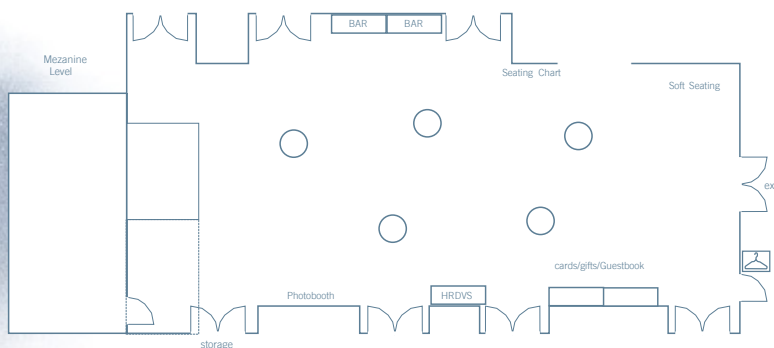 BAR BAR
Mezanine
Level
Seating Chart
Soft Seating
ex
cards/gifts/Guestbook
Photobooth
HRDVS
storage